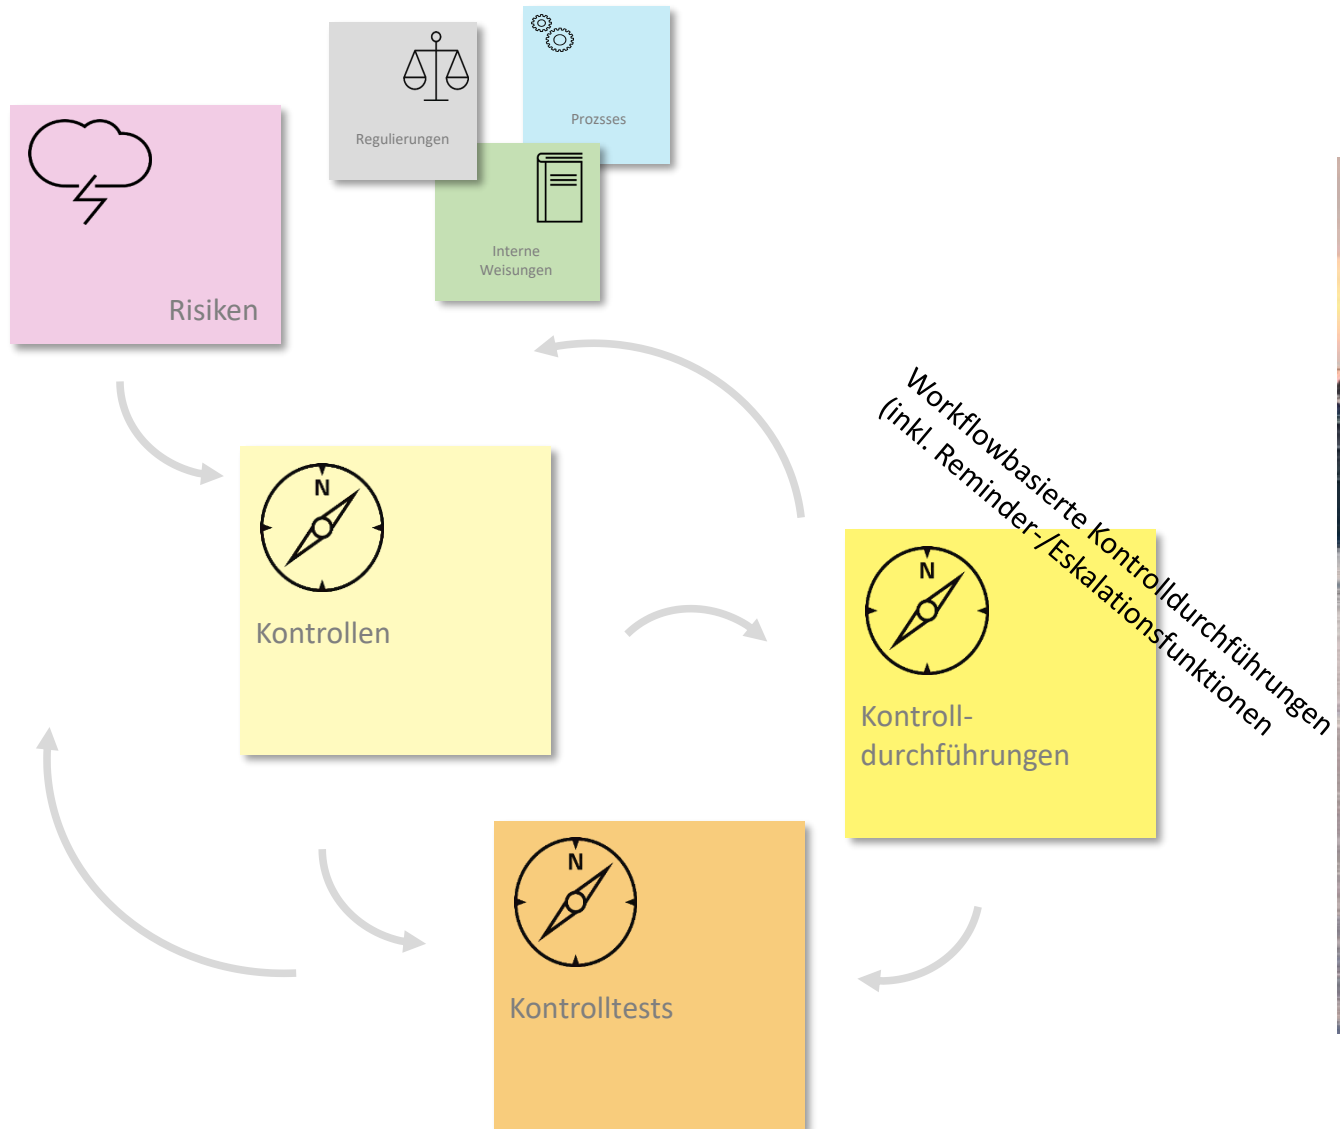 Prozsses
Regulierungen
Interne
Weisungen
Risiken
N
Kontrollen
Workflowbasierte Kontrolldurchführungen
(inkl. Reminder-/Eskalationsfunktionen
N
Kontroll-
durchführungen
N
Kontrolltests